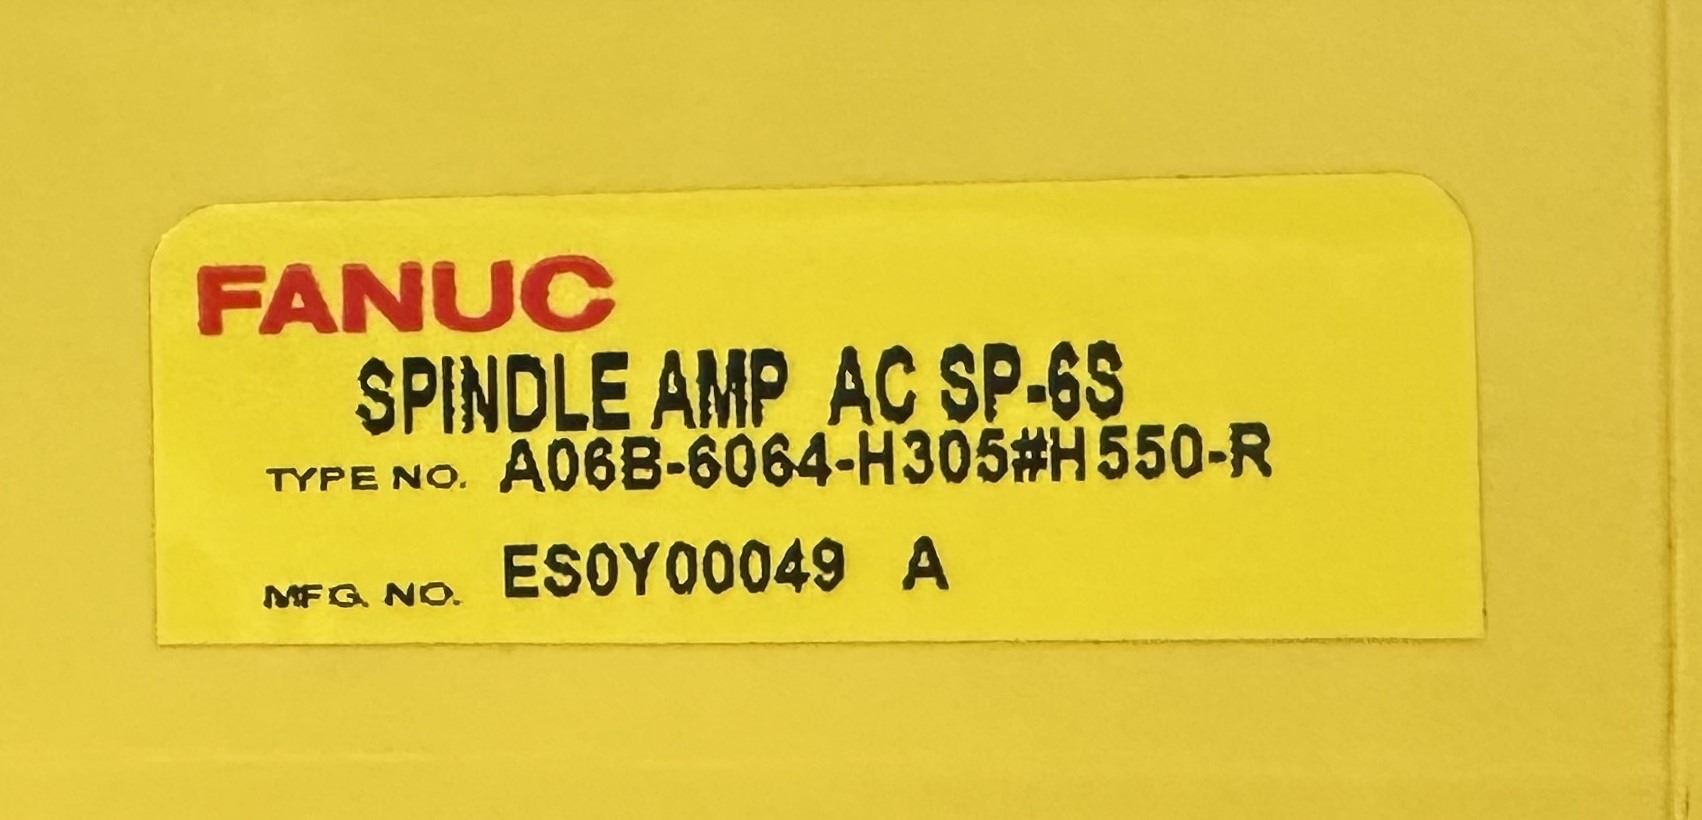 FANUC
SPINDLE AMP AC SP-6S
TYPE NO. A06B-6064-H305#H550-R
MFG. NO. ES0Y00049 A